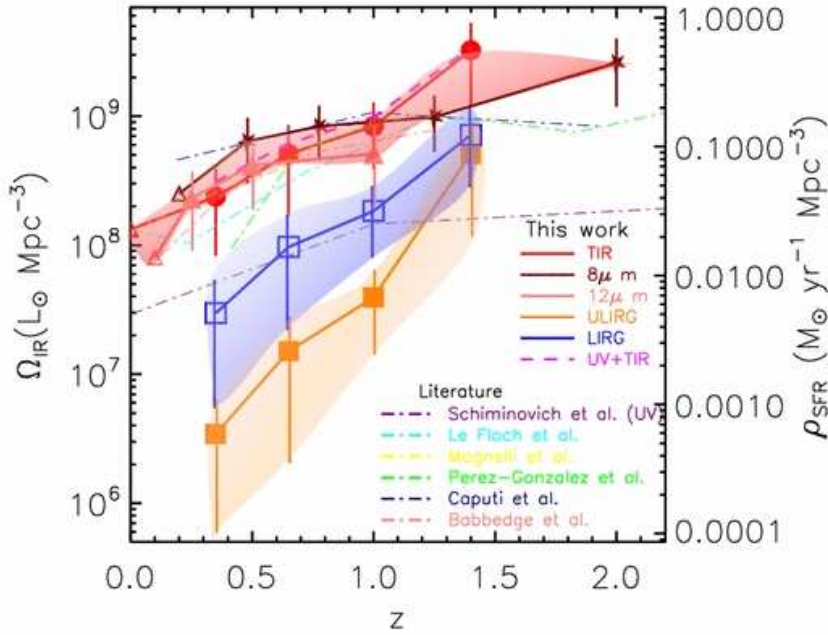 10⁹
10⁸
10⁷
10⁶
Ω_IR (L⊙ Mpc⁻³)
1.0000
0.1000
0.0100
0.0010
0.0001
ρ_SFR (M⊙ yr⁻¹ Mpc⁻³)
This work
TIR
8μ m
12μ m
ULIRG
LIRG
UV+TIR
Literature
Schiminovich et al. (UV)
Le Floch et al.
Magnelli et al.
Perez-Gonzalez et al.
Caputi et al.
Babbedge et al.
0.0 0.5 1.0 1.5 2.0
z